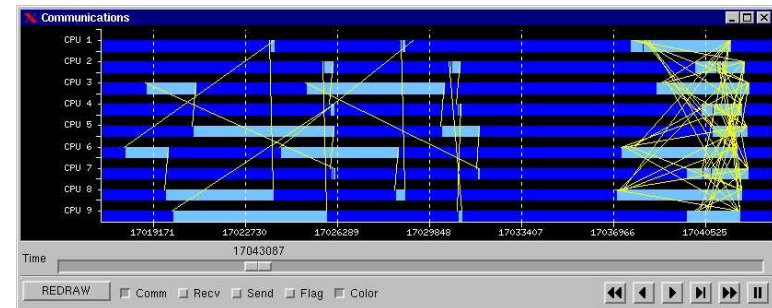 Communications
CPU 1
CPU 2
CPU 3
CPU 4
CPU 5
CPU 6
CPU 7
CPU 8
CPU 9
17019171 17022730 17026289 17029848 17033407 17036966 17040525
17043087
Time
REDRAW Comm Recv Send Flag Color